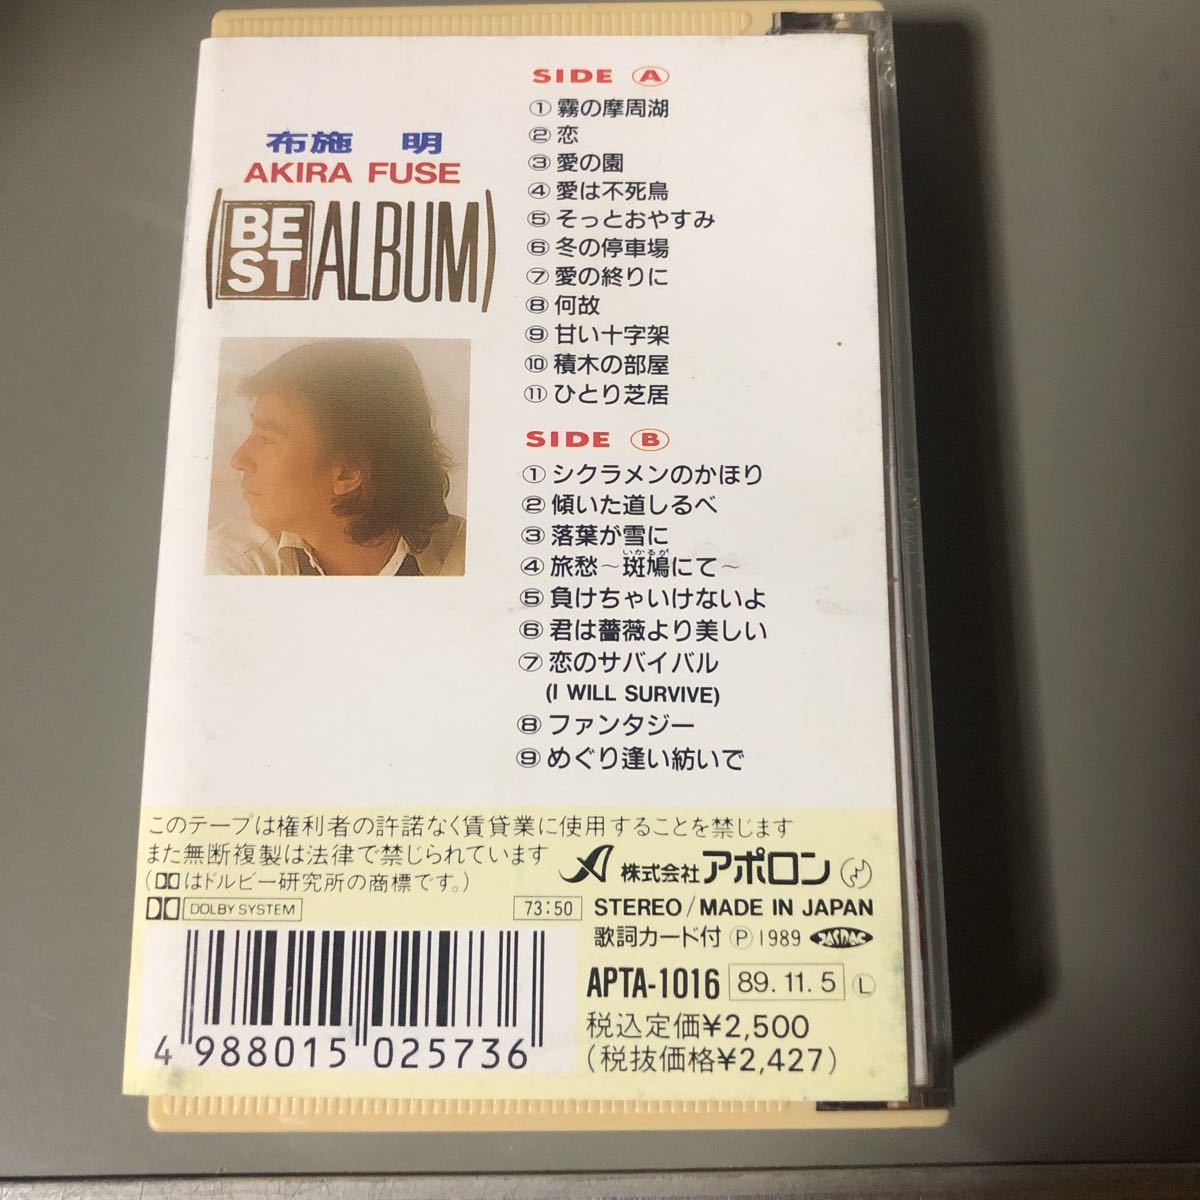 布施 明
AKIRA FUSE
(BEST ALBUM)
SIDE A
① 霧の摩周湖
② 恋
③ 愛の園
④ 愛は不死鳥
⑤ そっとおやすみ
⑥ 冬の停車場
⑦ 愛の終りに
⑧ 何故
⑨ 甘い十字架
⑩ 積木の部屋
⑪ ひとり芝居
SIDE B
① シクラメンのかほり
② 傾いた道しるべ
③ 落葉が雪に
いかるが
④ 旅愁～斑鳩にて～
⑤ 負けちゃいけないよ
⑥ 君は薔薇より美しい
⑦ 恋のサバイバル
(I WILL SURVIVE)
⑧ ファンタジー
⑨ めぐり逢い紡いで
このテープは権利者の許諾なく賃貸業に使用することを禁じます
また無断複製は法律で禁じられています
(DDはドルビー研究所の商標です。)
株式会社アポロン
DOLBY SYSTEM
73:50 STEREO/MADE IN JAPAN
歌詞カード付 Ⓟ1989 JASRAC
APTA-1016 89.11.5 Ⓛ
税込定価¥2,500
(税抜価格¥2,427)
4 988015 025736